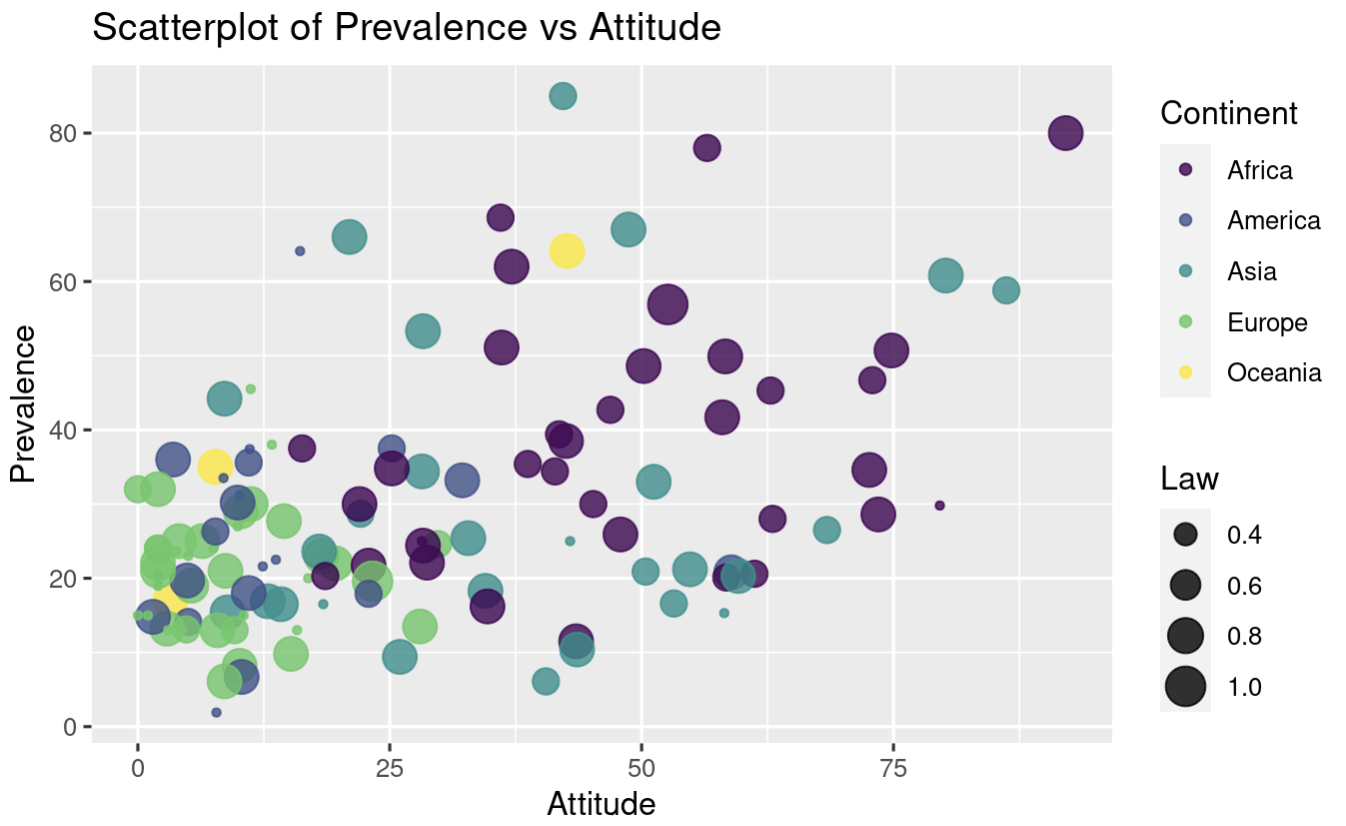 Scatterplot of Prevalence vs Attitude
Prevalence
80
60
40
20
0
0 25 50 75
Attitude
Continent
Africa
America
Asia
Europe
Oceania
Law
0.4
0.6
0.8
1.0